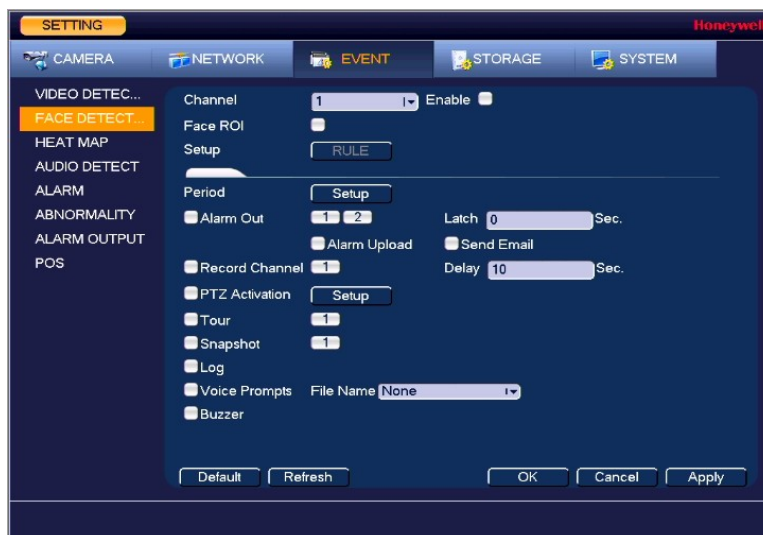 SETTING
Honeywell
CAMERA NETWORK EVENT STORAGE SYSTEM
VIDEO DETEC...
FACE DETECT...
HEAT MAP
AUDIO DETECT
ALARM
ABNORMALITY
ALARM OUTPUT
POS
Channel 1 Enable
Face ROI
Setup RULE
Period Setup
Alarm Out 1 2 Latch 0 Sec.
Alarm Upload Send Email
Record Channel 1 Delay 10 Sec.
PTZ Activation Setup
Tour 1
Snapshot 1
Log
Voice Prompts File Name None
Buzzer
Default Refresh OK Cancel Apply